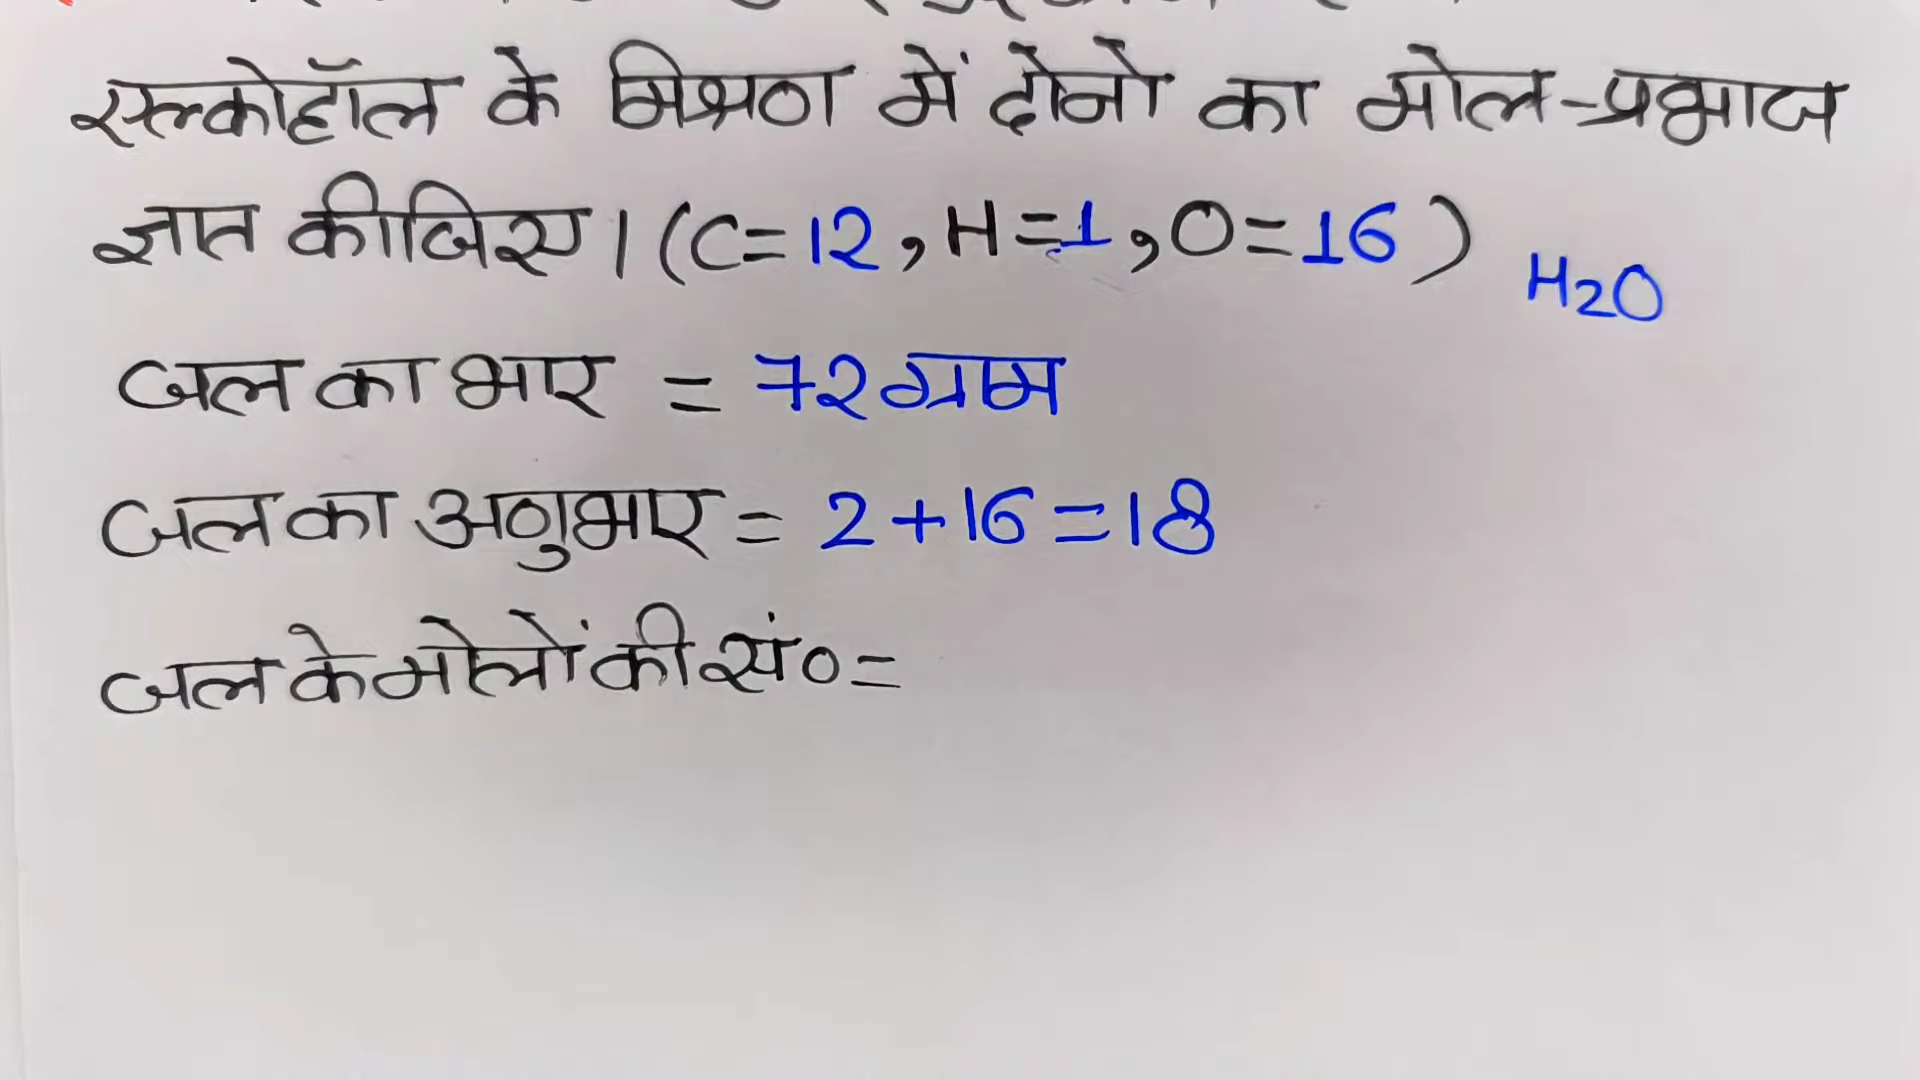 एल्कोहॉल के मिश्रण में दोनो का मोल-प्रभाज
ज्ञात कीजिए। (C=12, H=1, O=16)
H2O
जल का भार = 72 ग्राम
जल का अणुभार = 2+16=18
जल के मोलों की सं० =